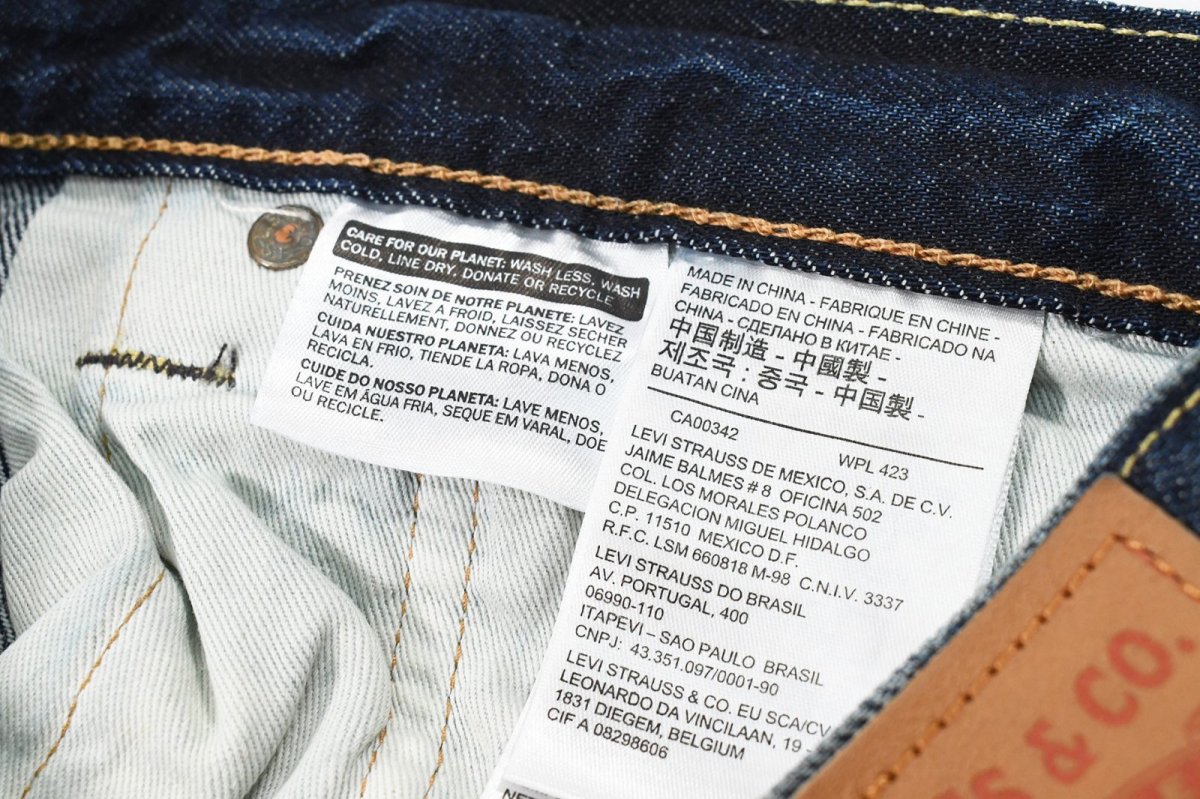 CARE FOR OUR PLANET: WASH LESS, WASH
COLD, LINE DRY, DONATE OR RECYCLE
PRENEZ SOIN DE NOTRE PLANETE: LAVEZ
MOINS, LAVEZ A FROID, LAISSEZ SECHER
NATURELLEMENT, DONNEZ OU RECYCLEZ
CUIDA NUESTRO PLANETA: LAVA MENOS,
LAVA EN FRIO, TIENDE LA ROPA, DONA O
RECICLA.
CUIDE DO NOSSO PLANETA: LAVE MENOS,
LAVE EM ÁGUA FRIA, SEQUE EM VARAL, DOE
OU RECICLE.
MADE IN CHINA - FABRIQUE EN CHINE -
FABRICADO EN CHINA - FABRICADO NA
CHINA - СДЕЛАНО В КИТАЕ -
中国制造 - 中國製 -
제조국 : 중국 - 中国製 -
BUATAN CINA
CA00342 WPL 423
LEVI STRAUSS DE MEXICO, S.A. DE C.V.
JAIME BALMES # 8 OFICINA 502
COL. LOS MORALES POLANCO
DELEGACION MIGUEL HIDALGO
C.P. 11510 MEXICO D.F.
R.F.C. LSM 660818 M-98 C.N.I.V. 3337
LEVI STRAUSS DO BRASIL
AV. PORTUGAL, 400
06990-110
ITAPEVI – SAO PAULO BRASIL
CNPJ: 43.351.097/0001-90
LEVI STRAUSS & CO. EU SCA/CV
LEONARDO DA VINCILAAN, 19 -
1831 DIEGEM, BELGIUM
CIF A 08298606
& CO.